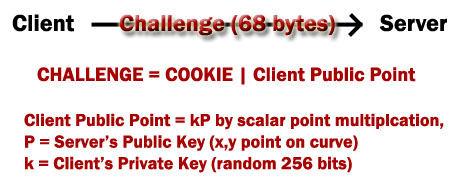 Client Challenge (68 bytes) Server
CHALLENGE = COOKIE | Client Public Point
Client Public Point = kP by scalar point multiplcation,
P = Server's Public Key (x,y point on curve)
k = Client's Private Key (random 256 bits)